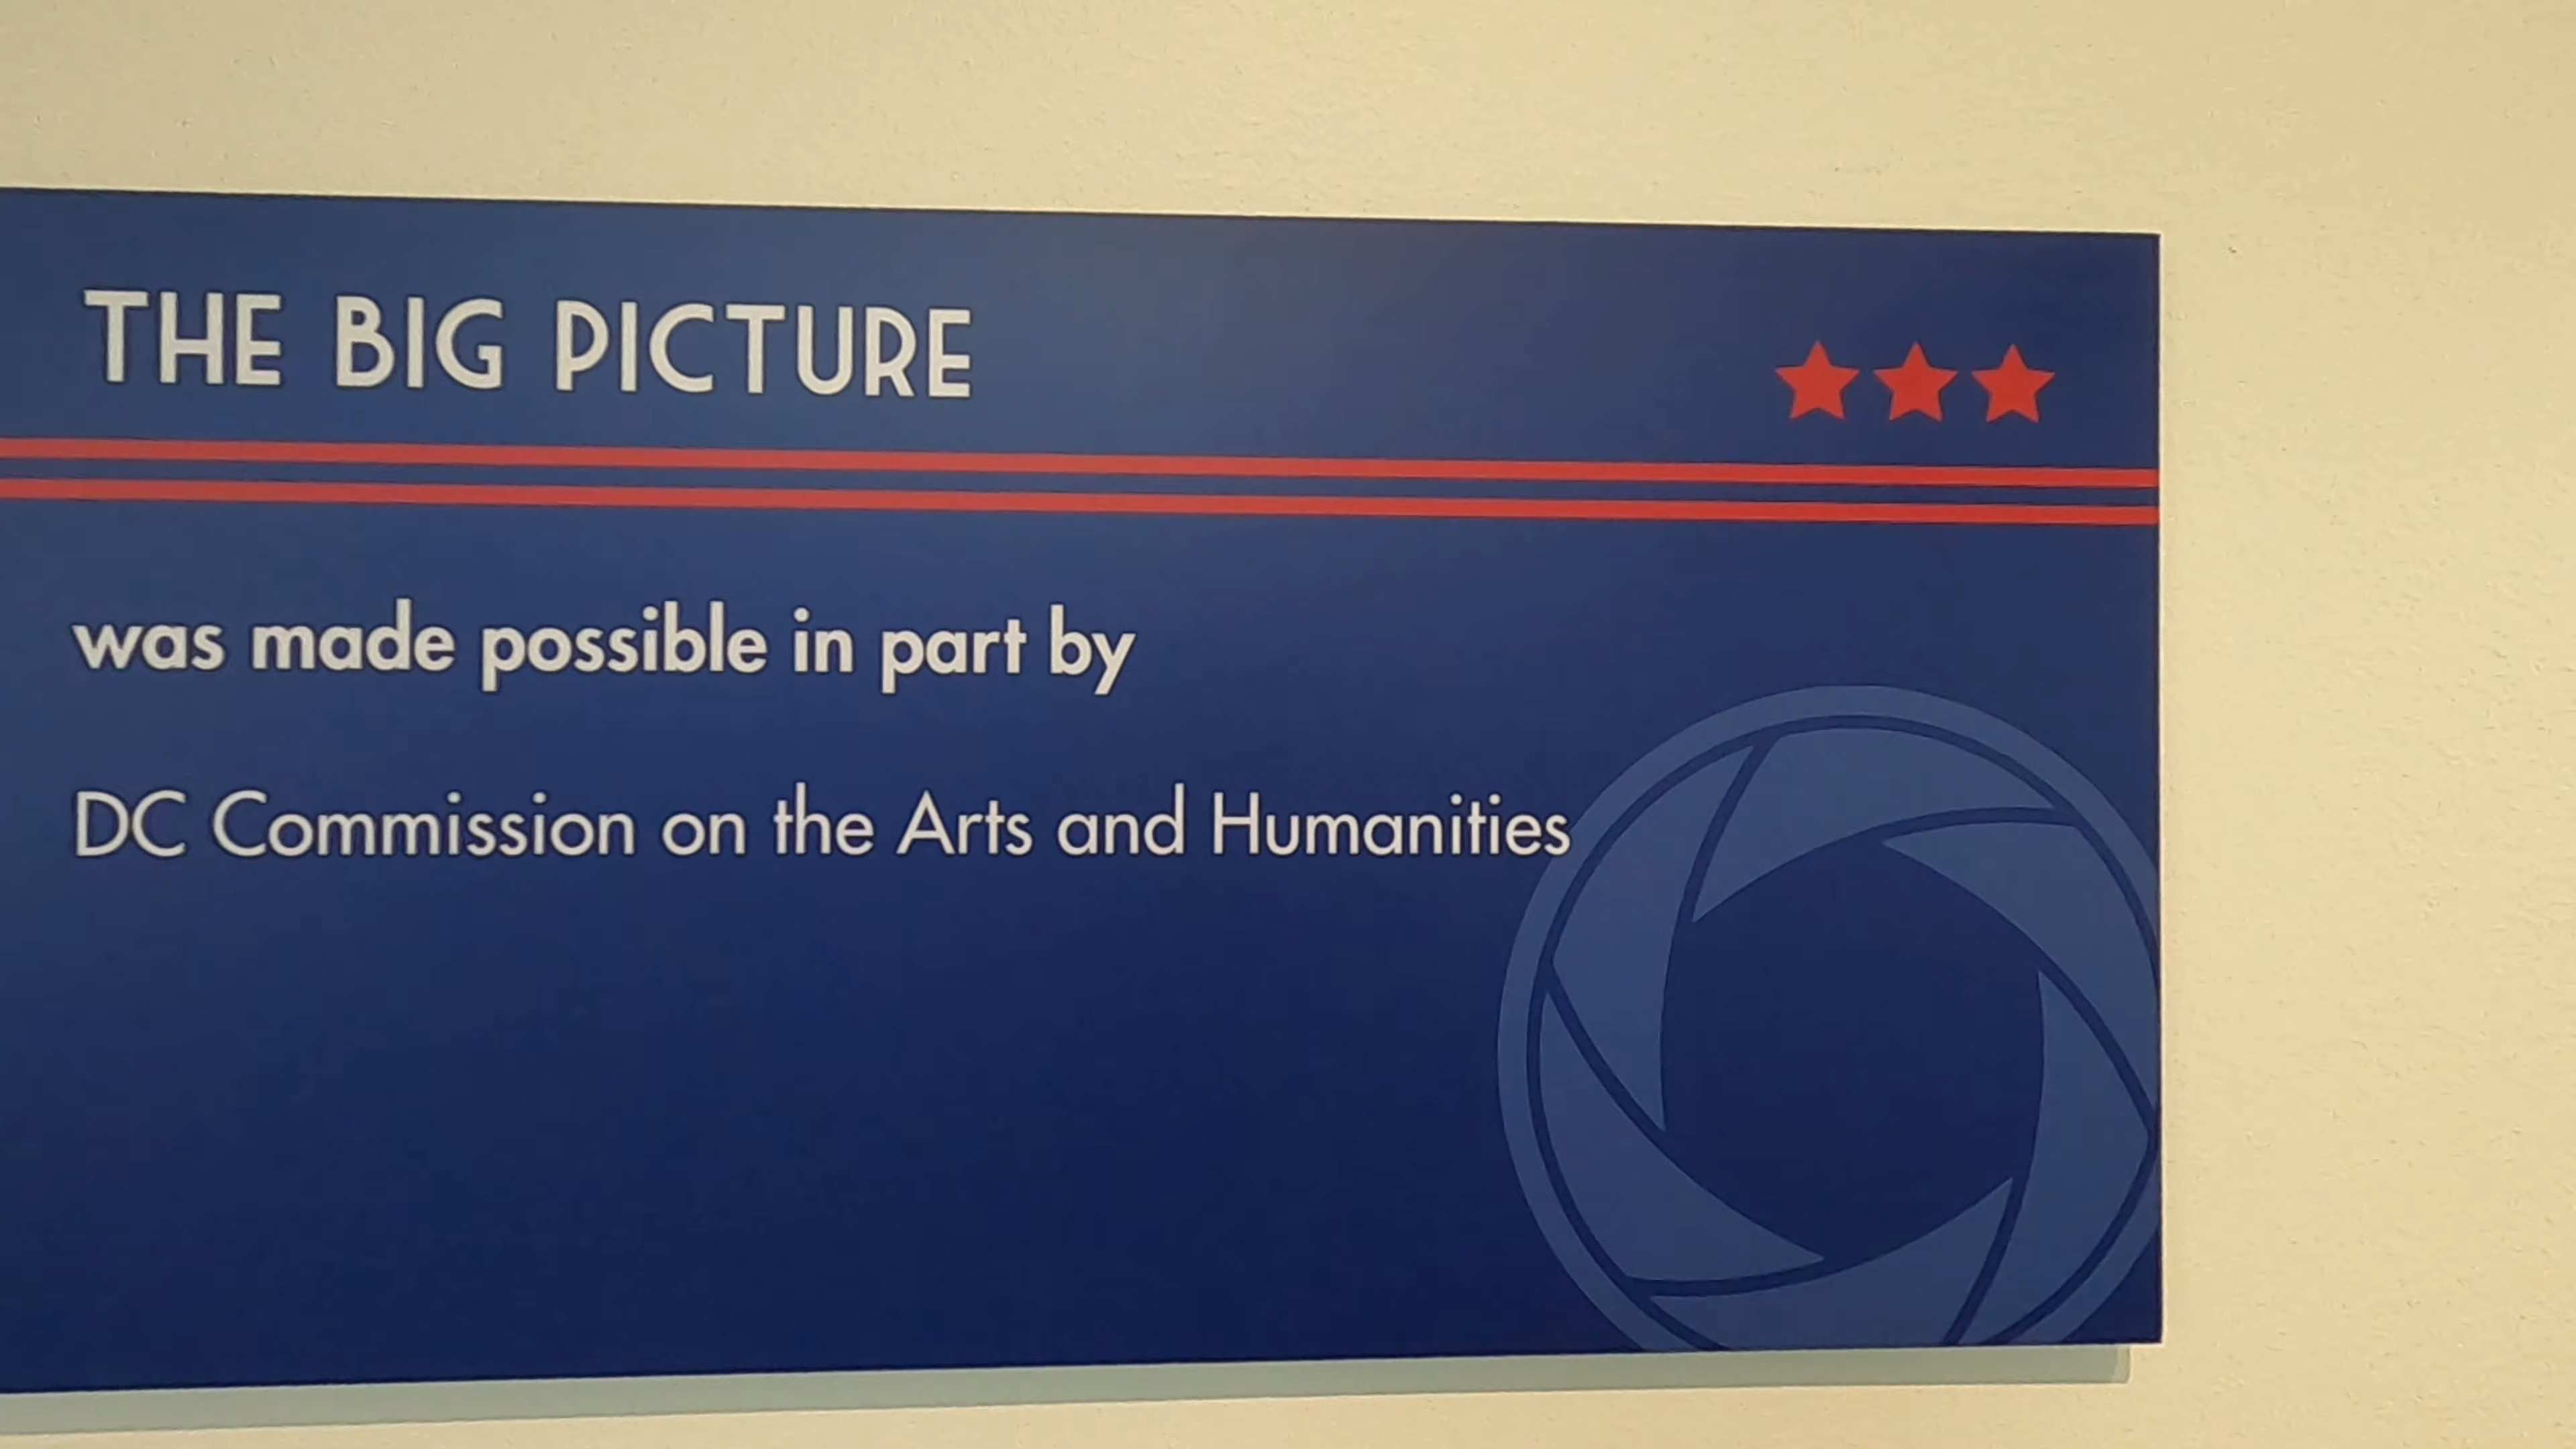 THE BIG PICTURE
was made possible in part by
DC Commission on the Arts and Humanities